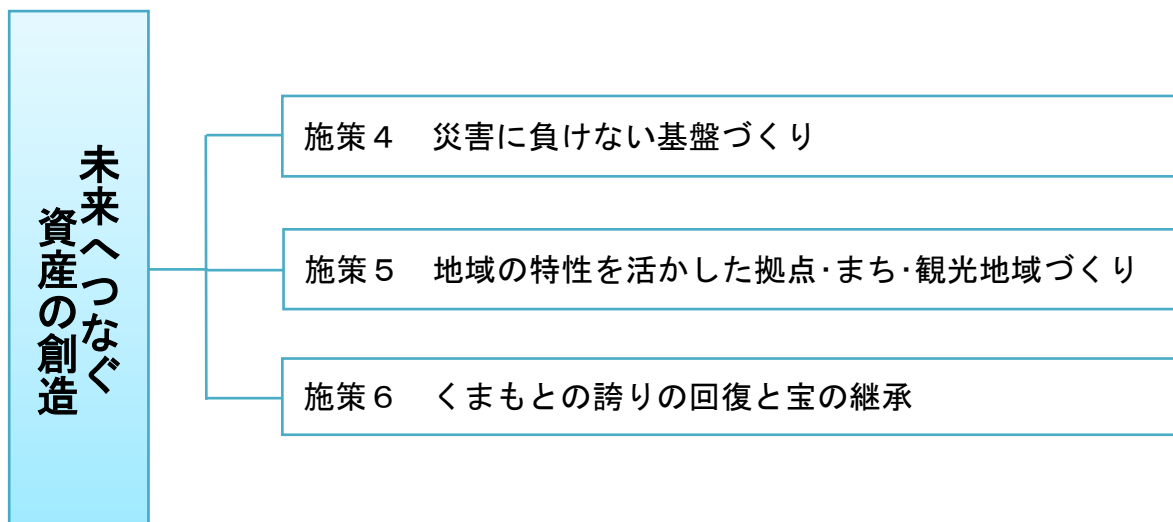 未来へつなぐ
資産の創造
施策４　災害に負けない基盤づくり
施策５　地域の特性を活かした拠点･まち･観光地域づくり
施策６　くまもとの誇りの回復と宝の継承